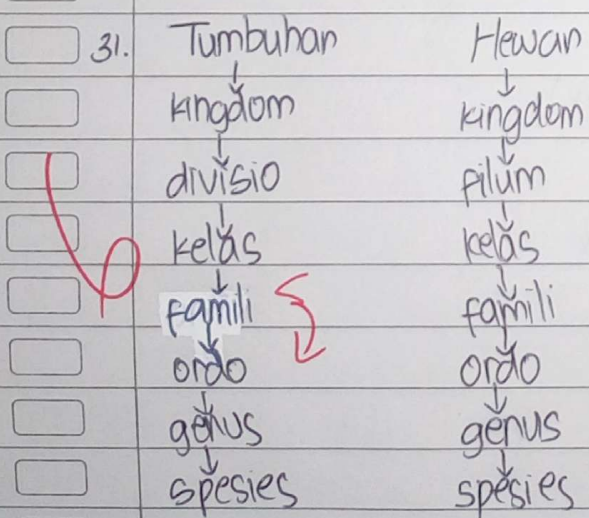 31. Tumbuhan Hewan
kingdom kingdom
divisio filum
kelas kelas
famili famili
ordo ordo
genus genus
spesies spesies